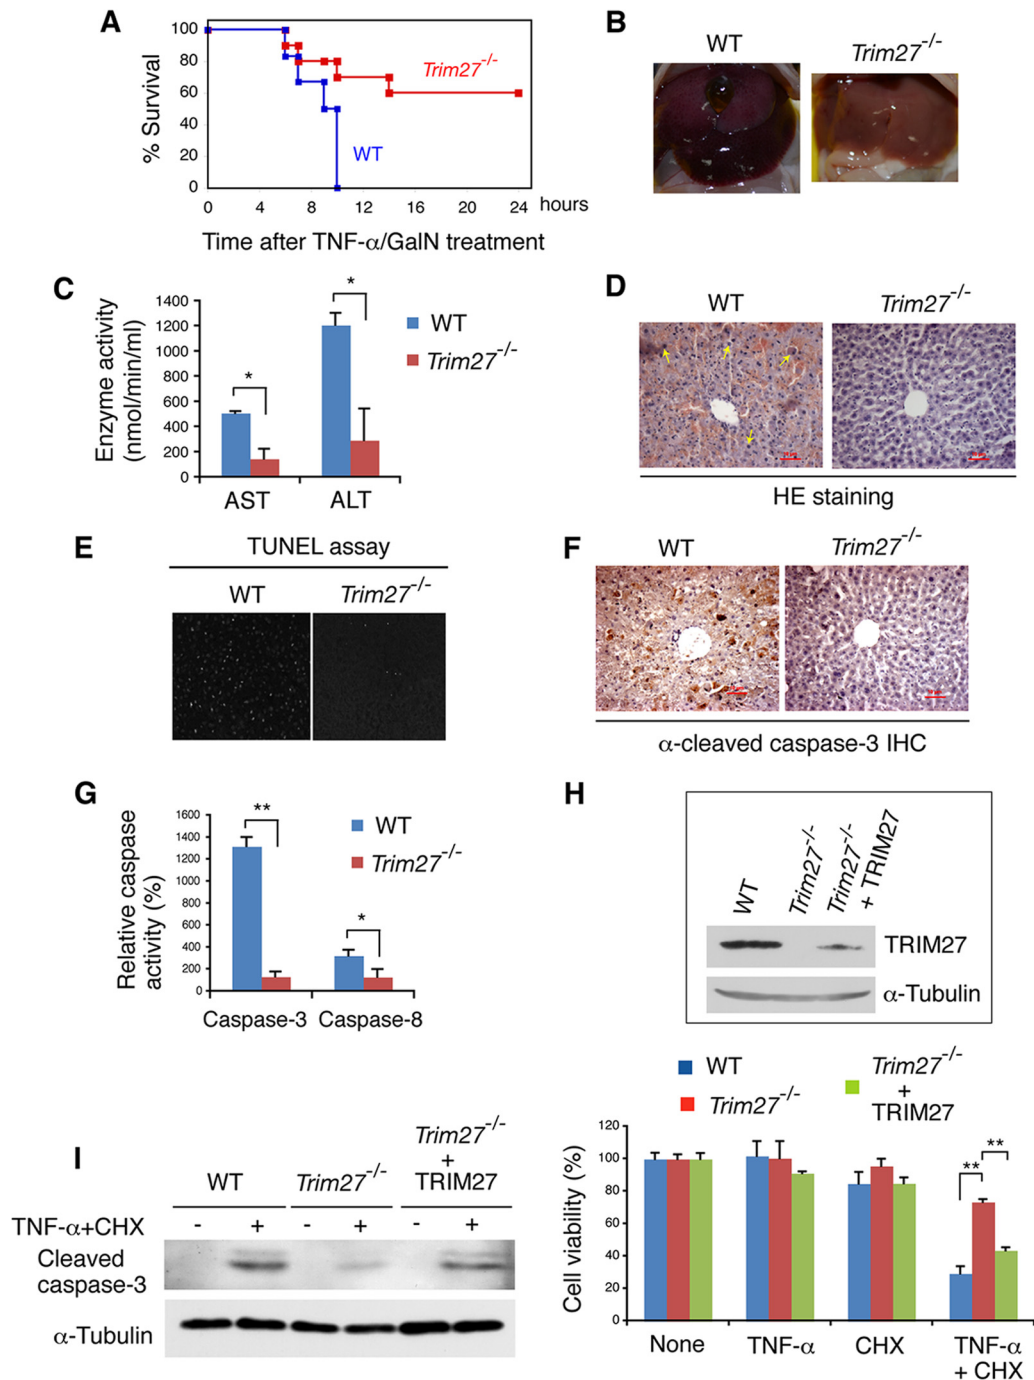 A
% Survival
100
80
60
40
20
0
Trim27-/-
WT
0 4 6 8 12 16 20 24 hours
Time after TNF-α/GalN treatment
B
WT Trim27-/-
C
Enzyme activity
(nmol/min/ml)
1400
1200
1000
800
600
400
200
0
*
*
WT
Trim27-/-
AST ALT
D
WT Trim27-/-
HE staining
E
TUNEL assay
WT Trim27-/-
F
WT Trim27-/-
α-cleaved caspase-3 IHC
G
Relative caspase
activity (%)
1600
1400
1200
1000
800
600
400
200
0
**
*
WT
Trim27-/-
Caspase-3 Caspase-8
H
WT
Trim27-/-
Trim27-/-
+ TRIM27
TRIM27
α-Tubulin
WT
Trim27-/-
Trim27-/-
+
TRIM27
Cell viability (%)
120
100
80
60
40
20
0
**
**
None TNF-α CHX TNF-α
+ CHX
I
WT Trim27-/- Trim27-/-
+
TRIM27
TNF-α+CHX - + - + - +
Cleaved
caspase-3
α-Tubulin